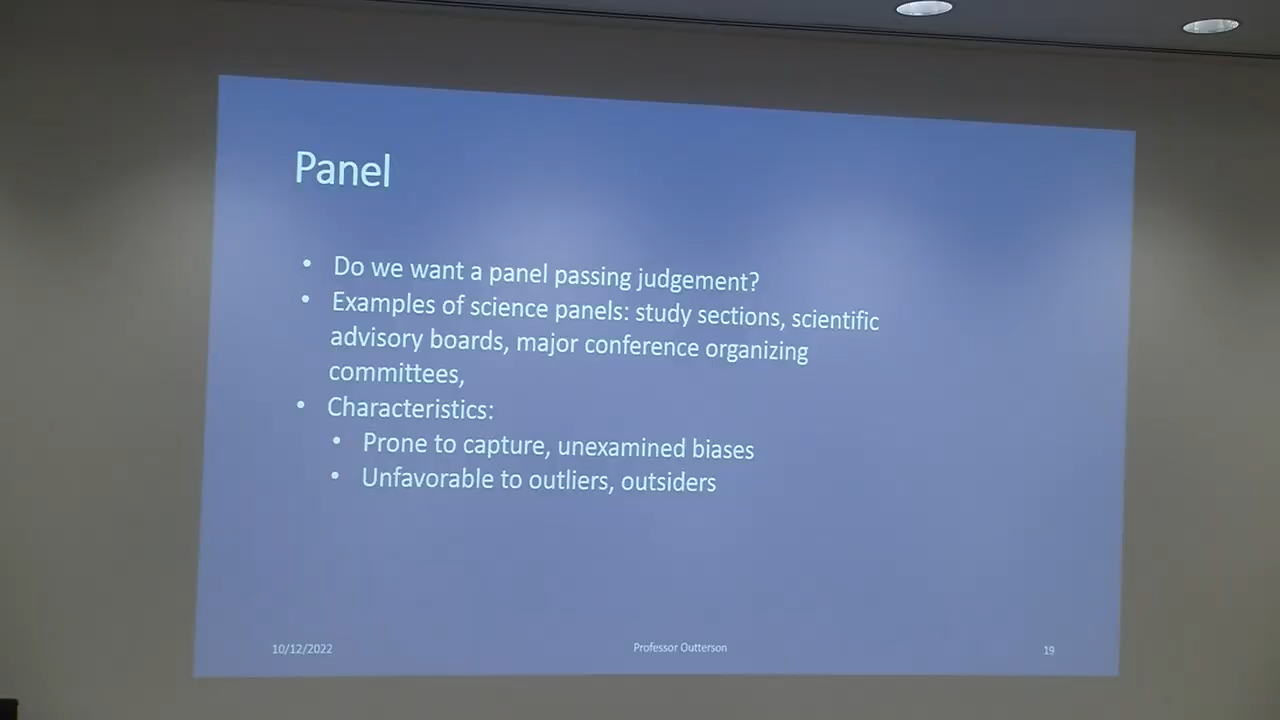 Panel
• Do we want a panel passing judgement?
• Examples of science panels: study sections, scientific
advisory boards, major conference organizing
committees,
• Characteristics:
• Prone to capture, unexamined biases
• Unfavorable to outliers, outsiders
10/12/2022
Professor Outterson
19